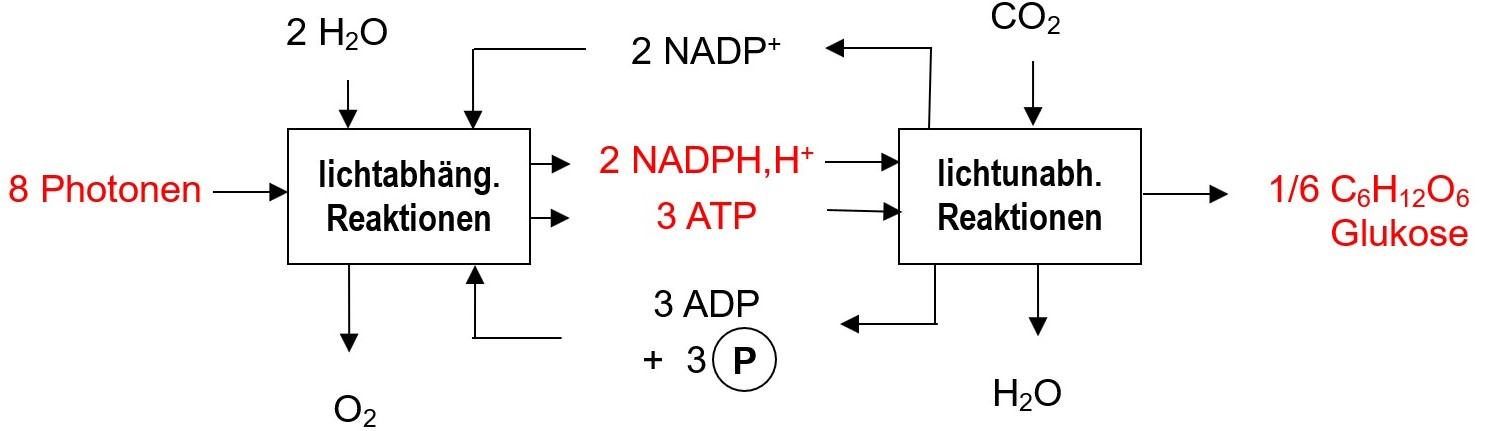 2 H₂O
2 NADP⁺
CO₂
8 Photonen
lichtabhäng.
Reaktionen
2 NADPH,H⁺
3 ATP
lichtunabh.
Reaktionen
1/6 C₆H₁₂O₆
Glukose
3 ADP
+ 3 P
O₂
H₂O